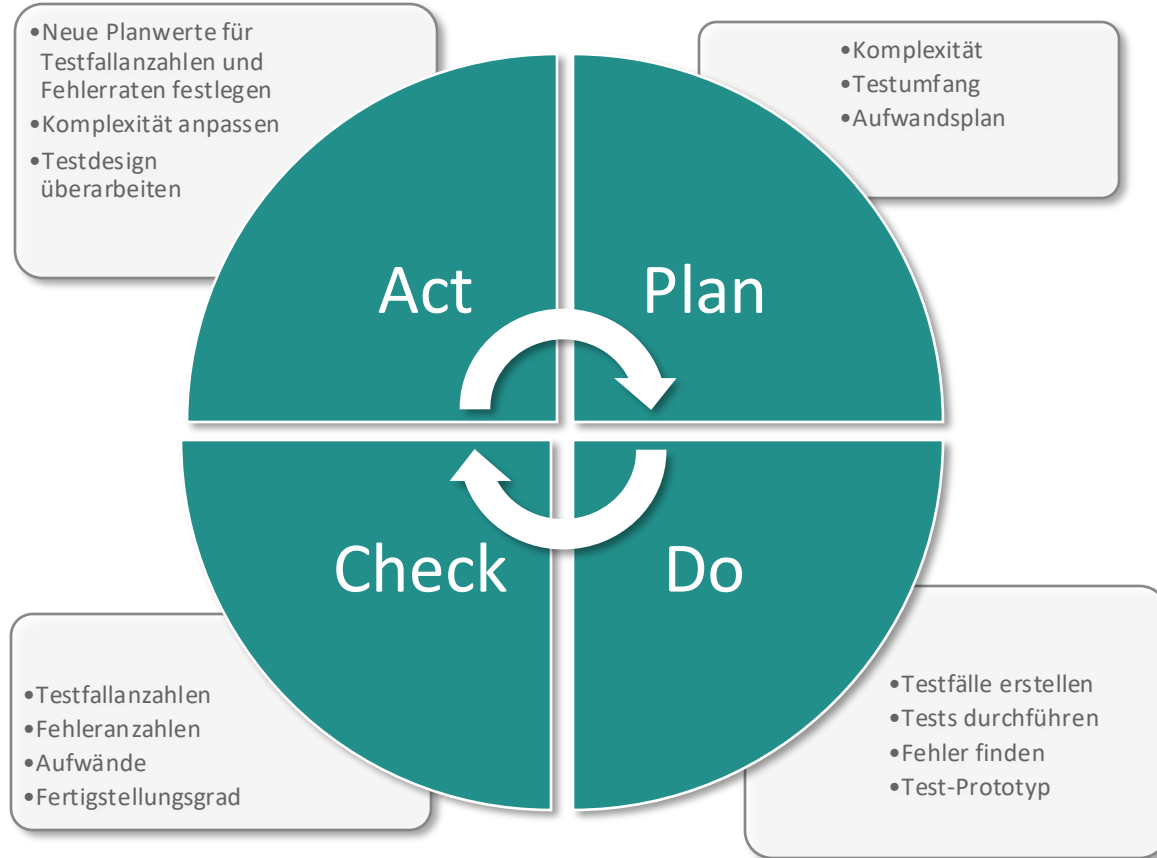 •Neue Planwerte für
Testfallanzahlen und
Fehlerraten festlegen
•Komplexität anpassen
•Testdesign
überarbeiten
•Komplexität
•Testumfang
•Aufwandsplan
Act
Plan
Check
Do
•Testfallanzahlen
•Fehleranzahlen
•Aufwände
•Fertigstellungsgrad
•Testfälle erstellen
•Tests durchführen
•Fehler finden
•Test-Prototyp